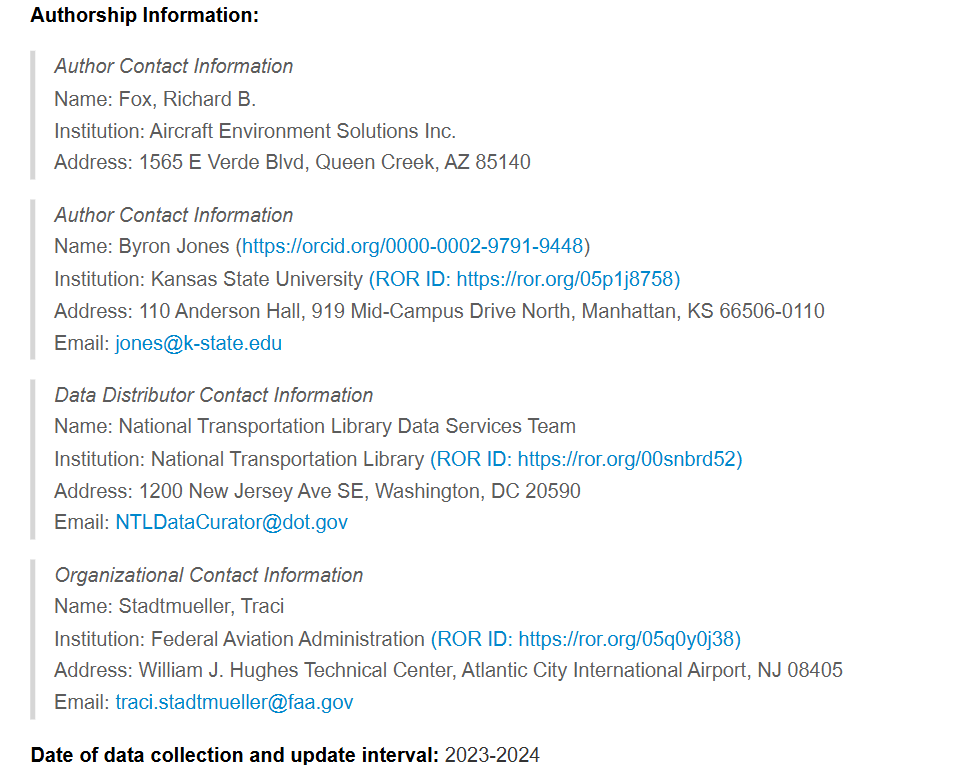 Authorship Information:
Author Contact Information
Name: Fox, Richard B.
Institution: Aircraft Environment Solutions Inc.
Address: 1565 E Verde Blvd, Queen Creek, AZ 85140
Author Contact Information
Name: Byron Jones (https://orcid.org/0000-0002-9791-9448)
Institution: Kansas State University (ROR ID: https://ror.org/05p1j8758)
Address: 110 Anderson Hall, 919 Mid-Campus Drive North, Manhattan, KS 66506-0110
Email: jones@k-state.edu
Data Distributor Contact Information
Name: National Transportation Library Data Services Team
Institution: National Transportation Library (ROR ID: https://ror.org/00snbrd52)
Address: 1200 New Jersey Ave SE, Washington, DC 20590
Email: NTLDataCurator@dot.gov
Organizational Contact Information
Name: Stadtmueller, Traci
Institution: Federal Aviation Administration (ROR ID: https://ror.org/05q0y0j38)
Address: William J. Hughes Technical Center, Atlantic City International Airport, NJ 08405
Email: traci.stadtmueller@faa.gov
Date of data collection and update interval: 2023-2024